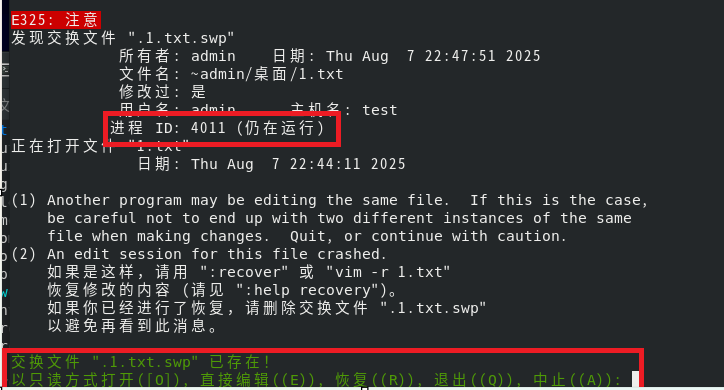 E325: 注意
发现交换文件 ".1.txt.swp"
所有者: admin 日期: Thu Aug 7 22:47:51 2025
文件名: ~admin/桌面/1.txt
修改过: 是
用户名: admin 主机名: test
进程 ID: 4011 (仍在运行)
正在打开文件 "1.txt"
日期: Thu Aug 7 22:44:11 2025
(1) Another program may be editing the same file. If this is the case,
be careful not to end up with two different instances of the same
file when making changes. Quit, or continue with caution.
(2) An edit session for this file crashed.
如果是这样，请用 ":recover" 或 "vim -r 1.txt"
恢复修改的内容 (请见 ":help recovery")。
如果你已经进行了恢复，请删除交换文件 ".1.txt.swp"
以避免再看到此消息。
交换文件 ".1.txt.swp" 已存在！
以只读方式打开([O]), 直接编辑((E)), 恢复((R)), 退出((Q)), 中止((A)):